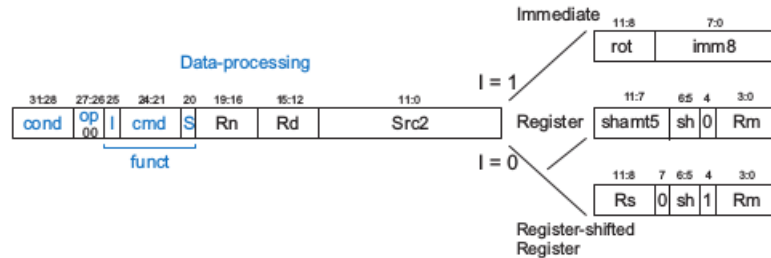 Data-processing
31:28 27:26 25 24:21 20 19:16 15:12 11:0
cond op 00 I cmd S Rn Rd Src2
funct
I = 1
I = 0
Immediate
11:8 7:0
rot imm8
Register
11:7 6:5 4 3:0
shamt5 sh 0 Rm
11:8 7 6:5 4 3:0
Rs 0 sh 1 Rm
Register-shifted
Register